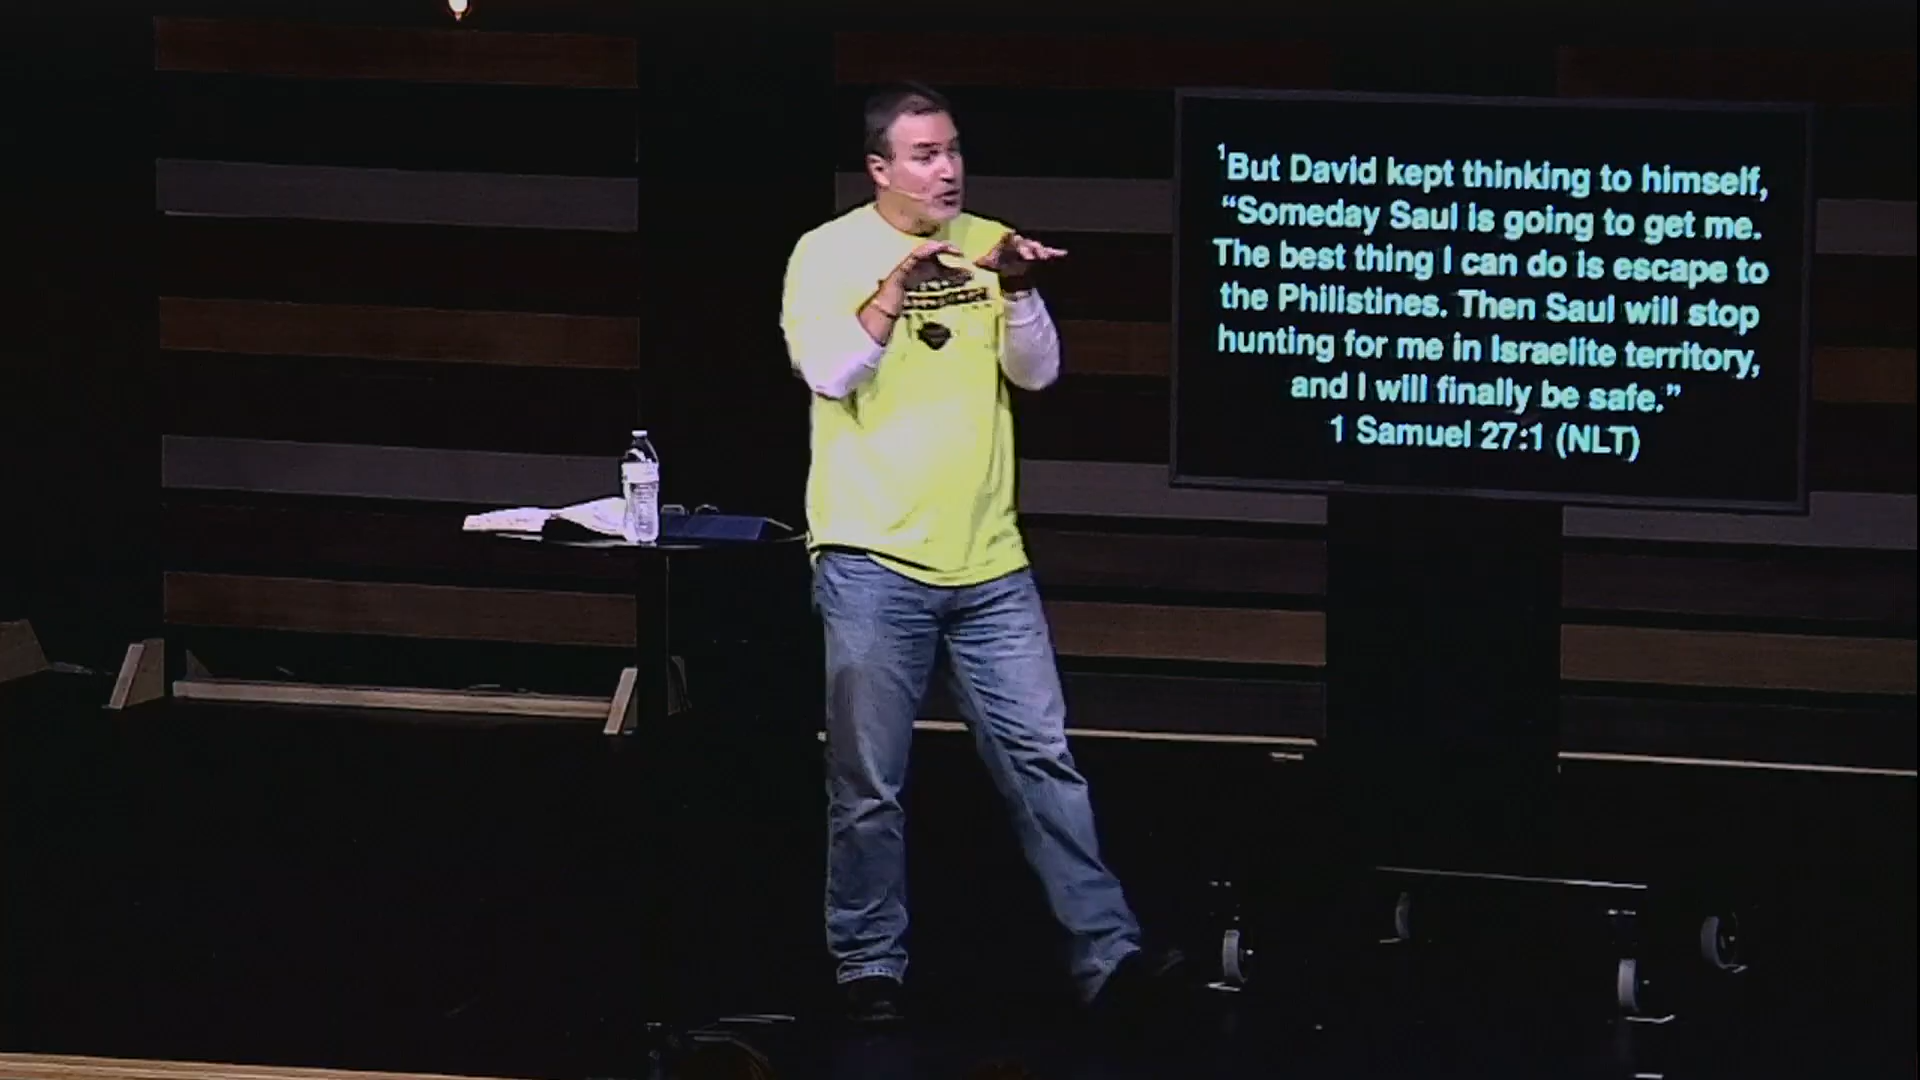 ¹But David kept thinking to himself,
“Someday Saul is going to get me.
The best thing I can do is escape to
the Philistines. Then Saul will stop
hunting for me in Israelite territory,
and I will finally be safe.”
1 Samuel 27:1 (NLT)